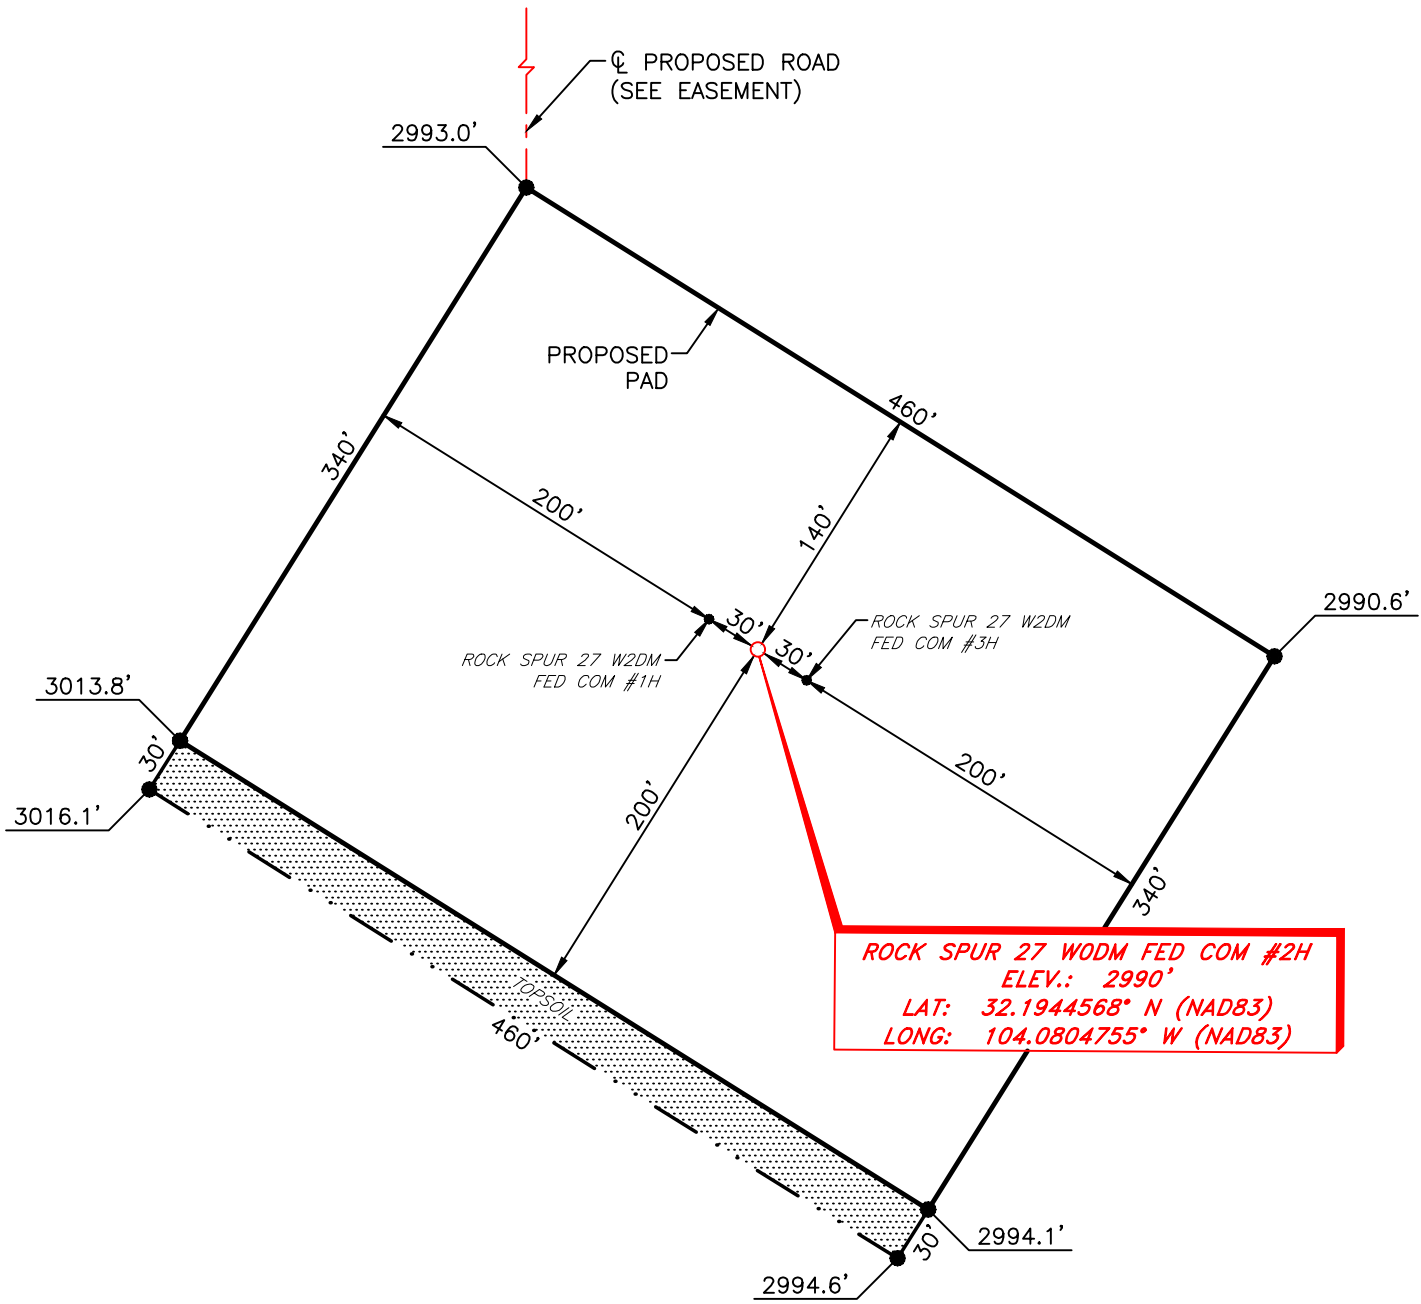 ℄ PROPOSED ROAD
(SEE EASEMENT)
2993.0'
PROPOSED
PAD
460'
340'
200'
140'
30'
30'
ROCK SPUR 27 W2DM
FED COM #3H
2990.6'
ROCK SPUR 27 W2DM
FED COM #1H
3013.8'
30'
3016.1'
200'
200'
340'
ROCK SPUR 27 W0DM FED COM #2H
ELEV.: 2990'
LAT: 32.1944568° N (NAD83)
LONG: 104.0804755° W (NAD83)
TOPSOIL
460'
30'
2994.1'
2994.6'